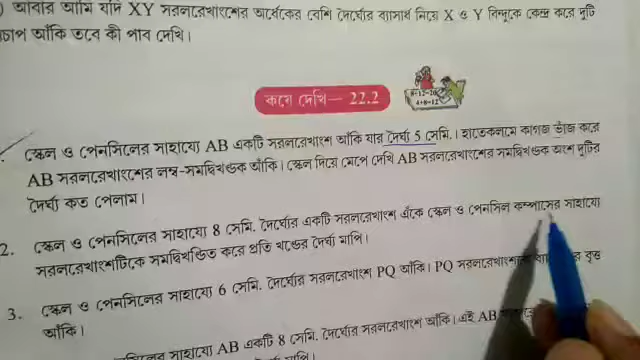 আবার আমি যদি XY সরলরেখাংশের অর্ধেকের বেশি দৈর্ঘ্যের ব্যাসার্ধ নিয়ে X ও Y বিন্দুকে কেন্দ্র করে দুটি
চাপ আঁকি তবে কী পাব দেখি।
কষে দেখি— 22.2
স্কেল ও পেনসিলের সাহায্যে AB একটি সরলরেখাংশ আঁকি যার দৈর্ঘ্য 5 সেমি.। হাতেকলমে কাগজ ভাঁজ করে
AB সরলরেখাংশের লম্ব-সমদ্বিখণ্ডক আঁকি। স্কেল দিয়ে মেপে দেখি AB সরলরেখাংশের সমদ্বিখণ্ডক অংশ দুটির
দৈর্ঘ্য কত পেলাম।
2. স্কেল ও পেনসিলের সাহায্যে 8 সেমি. দৈর্ঘ্যের একটি সরলরেখাংশ এঁকে স্কেল ও পেনসিল কম্পাসের সাহায্যে
সরলরেখাংশটিকে সমদ্বিখণ্ডিত করে প্রতি খণ্ডের দৈর্ঘ্য মাপি।
3. স্কেল ও পেনসিলের সাহায্যে 6 সেমি. দৈর্ঘ্যের সরলরেখাংশ PQ আঁকি। PQ বৃত্ত
আঁকি।
সাহায্যে AB একটি 8 সেমি. দৈর্ঘ্যের সরলরেখাংশ আঁকি। এই AB
মাপি।